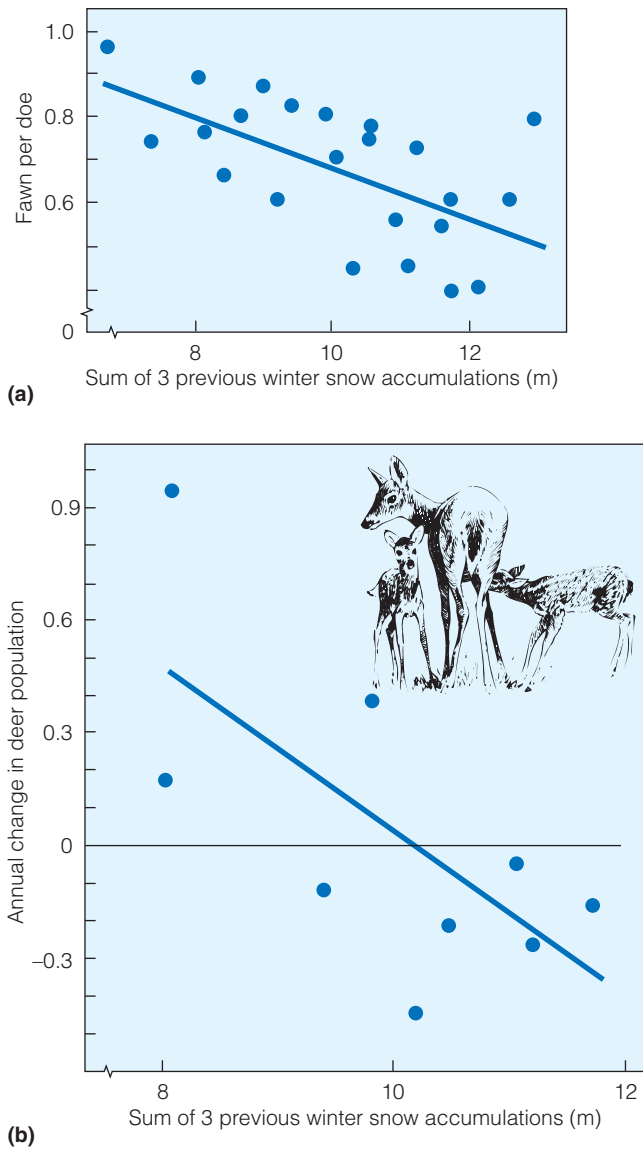 1.0
0.8
0.6
0
Fawn per doe
8 10 12
Sum of 3 previous winter snow accumulations (m)
(a)
0.9
0.6
0.3
0
–0.3
Annual change in deer population
8 10 12
Sum of 3 previous winter snow accumulations (m)
(b)